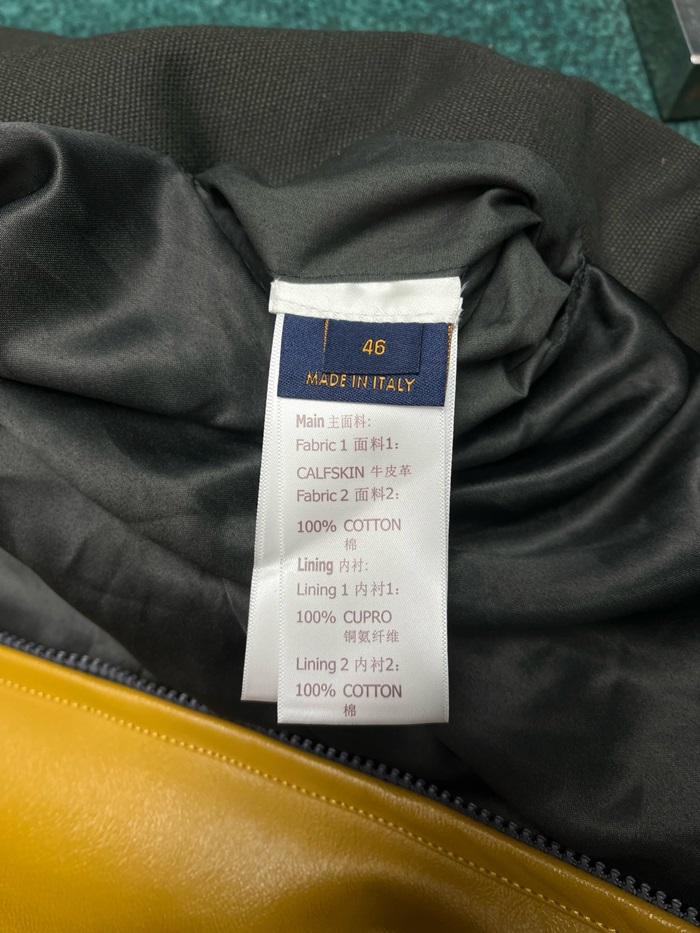 46
MADE IN ITALY
Main 主面料:
Fabric 1 面料1:
CALFSKIN 牛皮革
Fabric 2 面料2:
100% COTTON
棉
Lining 内衬:
Lining 1 内衬1:
100% CUPRO
铜氨纤维
Lining 2 内衬2:
100% COTTON
棉